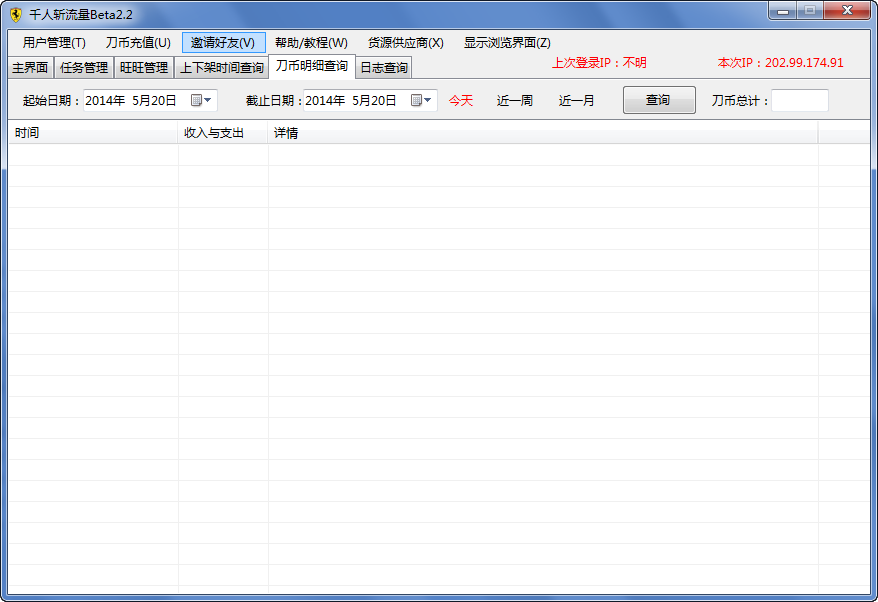 千人斩流量Beta2.2
用户管理(T) 刀币充值(U) 邀请好友(V) 帮助/教程(W) 货源供应商(X) 显示浏览界面(Z)
主界面 任务管理 旺旺管理 上下架时间查询 刀币明细查询 日志查询 上次登录IP：不明 本次IP：202.99.174.91
起始日期：2014年 5月20日 截止日期：2014年 5月20日 今天 近一周 近一月 查询 刀币总计：
时间 收入与支出 详情